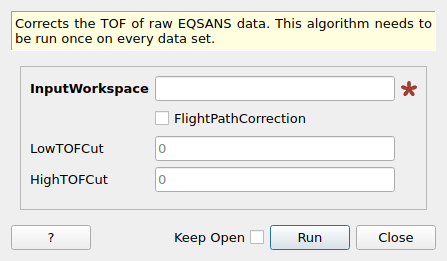 Corrects the TOF of raw EQSANS data. This algorithm needs to
be run once on every data set.
InputWorkspace *
FlightPathCorrection
LowTOFCut 0
HighTOFCut 0
? Keep Open Run Close